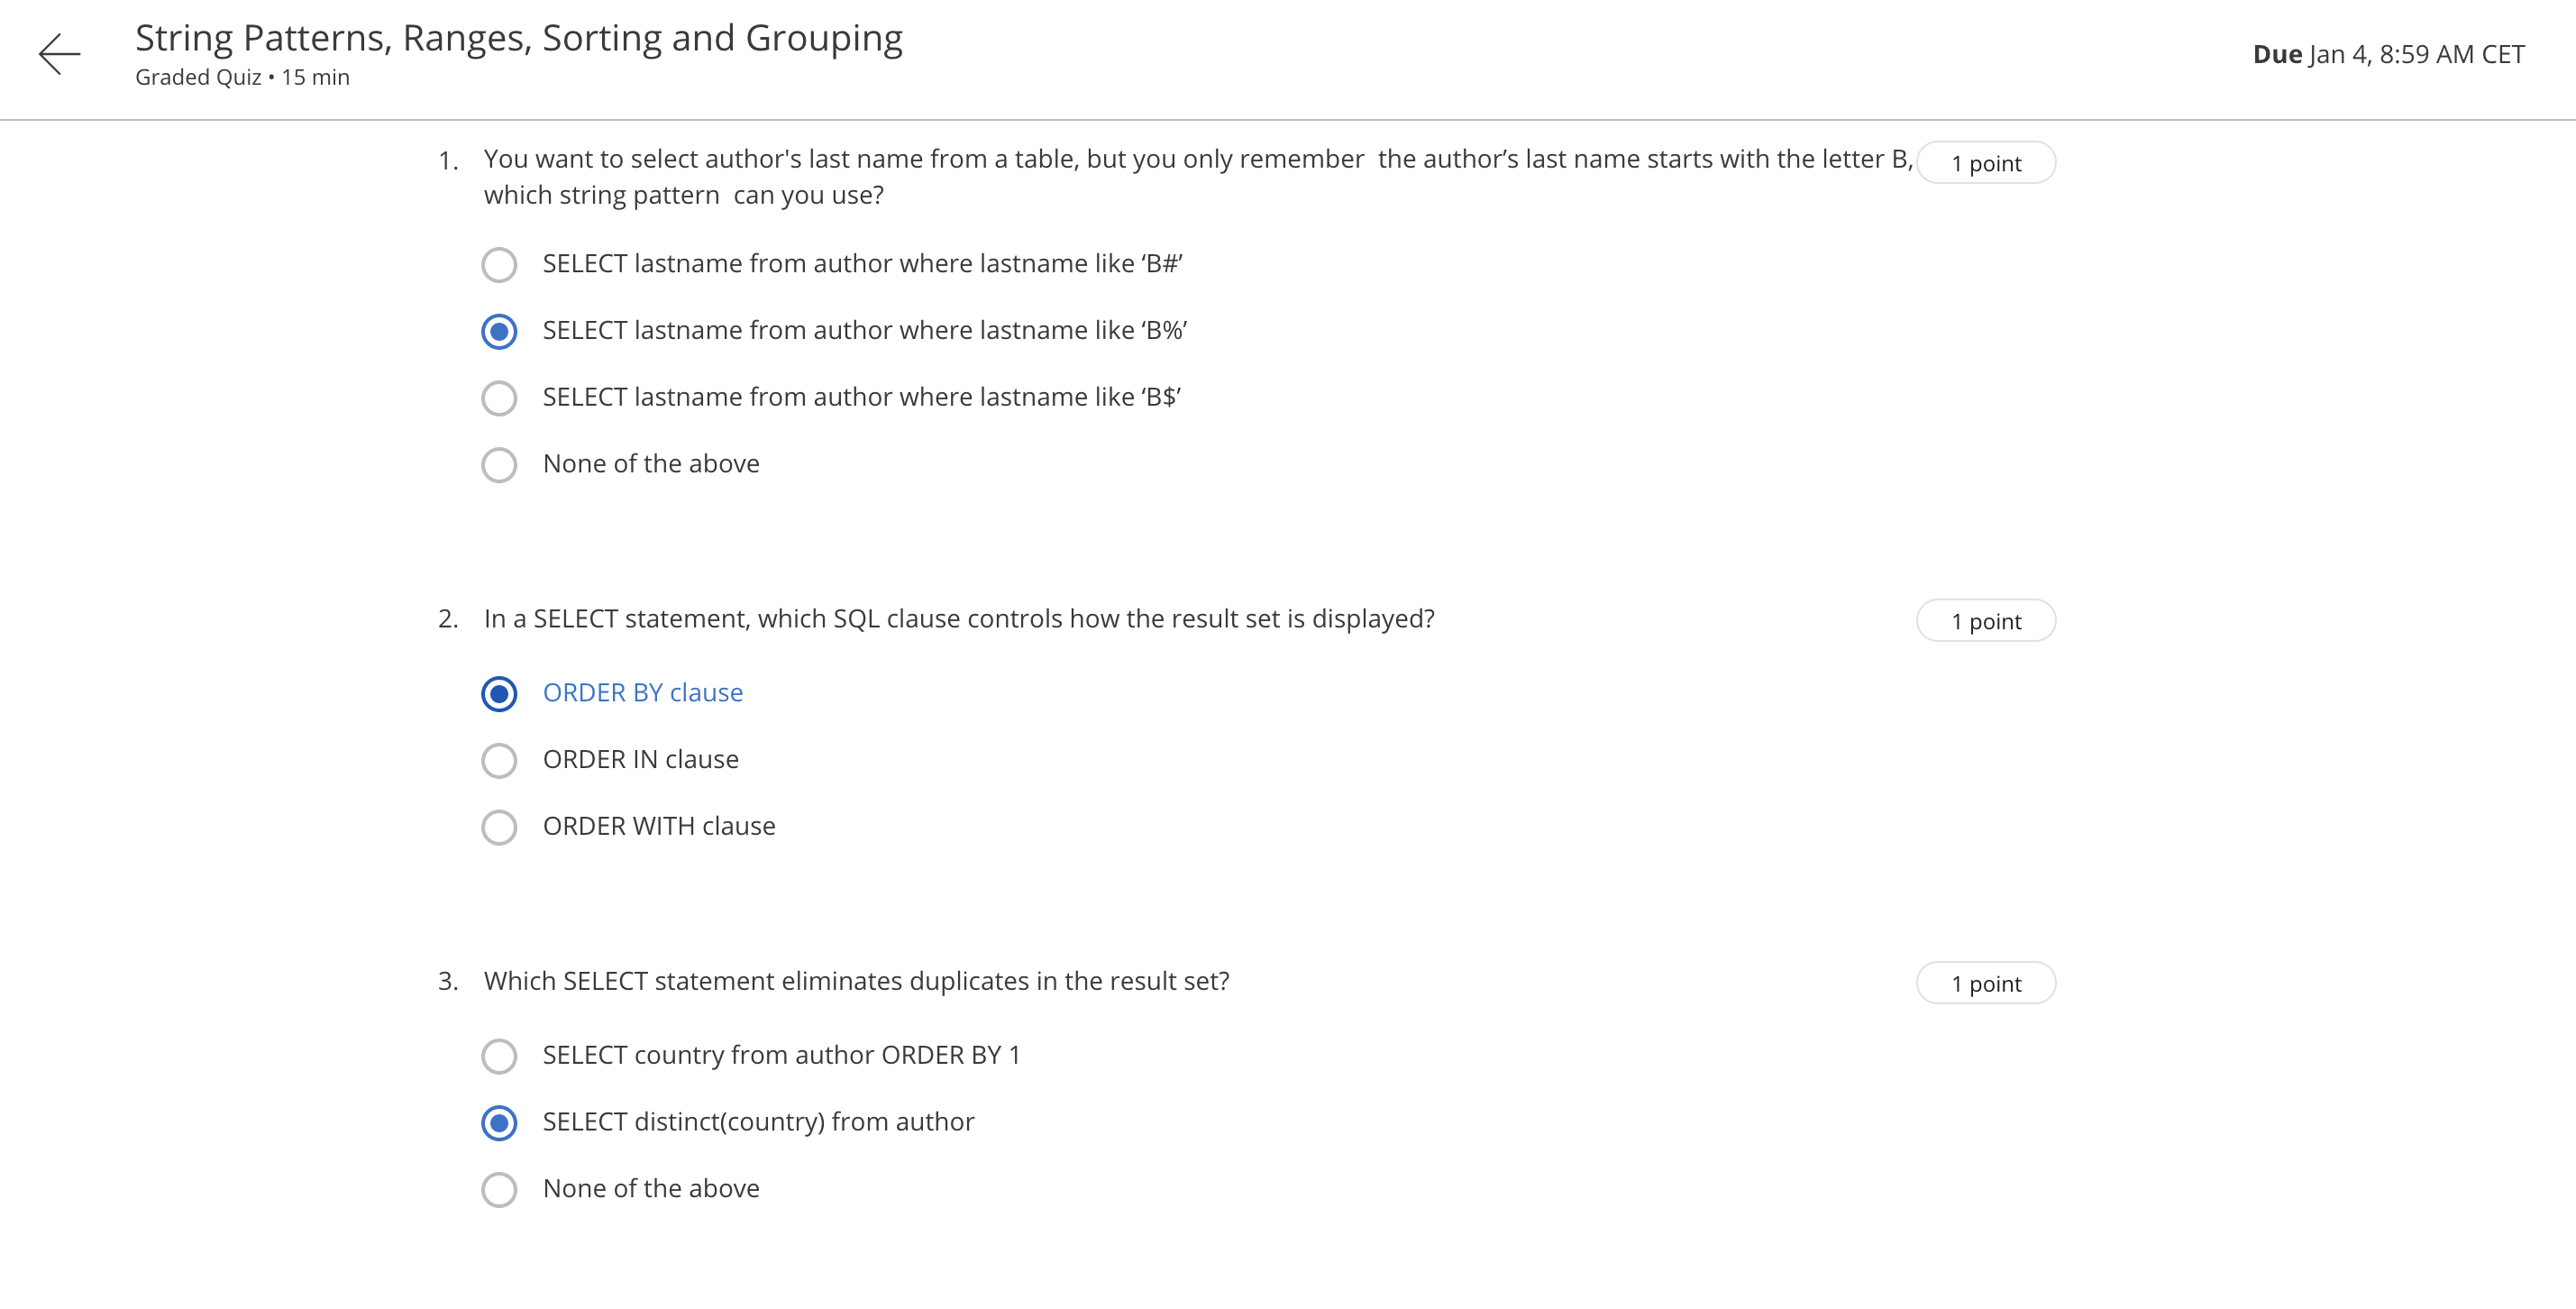 String Patterns, Ranges, Sorting and Grouping
Graded Quiz • 15 min
Due Jan 4, 8:59 AM CET
1. You want to select author's last name from a table, but you only remember  the author’s last name starts with the letter B, 1 point
which string pattern  can you use?
SELECT lastname from author where lastname like ‘B#’
SELECT lastname from author where lastname like ‘B%’
SELECT lastname from author where lastname like ‘B$’
None of the above
2. In a SELECT statement, which SQL clause controls how the result set is displayed? 1 point
ORDER BY clause
ORDER IN clause
ORDER WITH clause
3. Which SELECT statement eliminates duplicates in the result set? 1 point
SELECT country from author ORDER BY 1
SELECT distinct(country) from author
None of the above